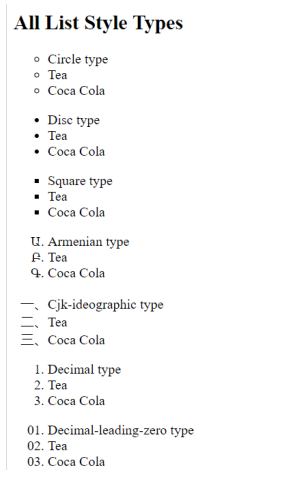 All List Style Types
○ Circle type
○ Tea
○ Coca Cola
● Disc type
● Tea
● Coca Cola
■ Square type
■ Tea
■ Coca Cola
Ա. Armenian type
Բ. Tea
Գ. Coca Cola
一、 Cjk-ideographic type
二、 Tea
三、 Coca Cola
1. Decimal type
2. Tea
3. Coca Cola
01. Decimal-leading-zero type
02. Tea
03. Coca Cola